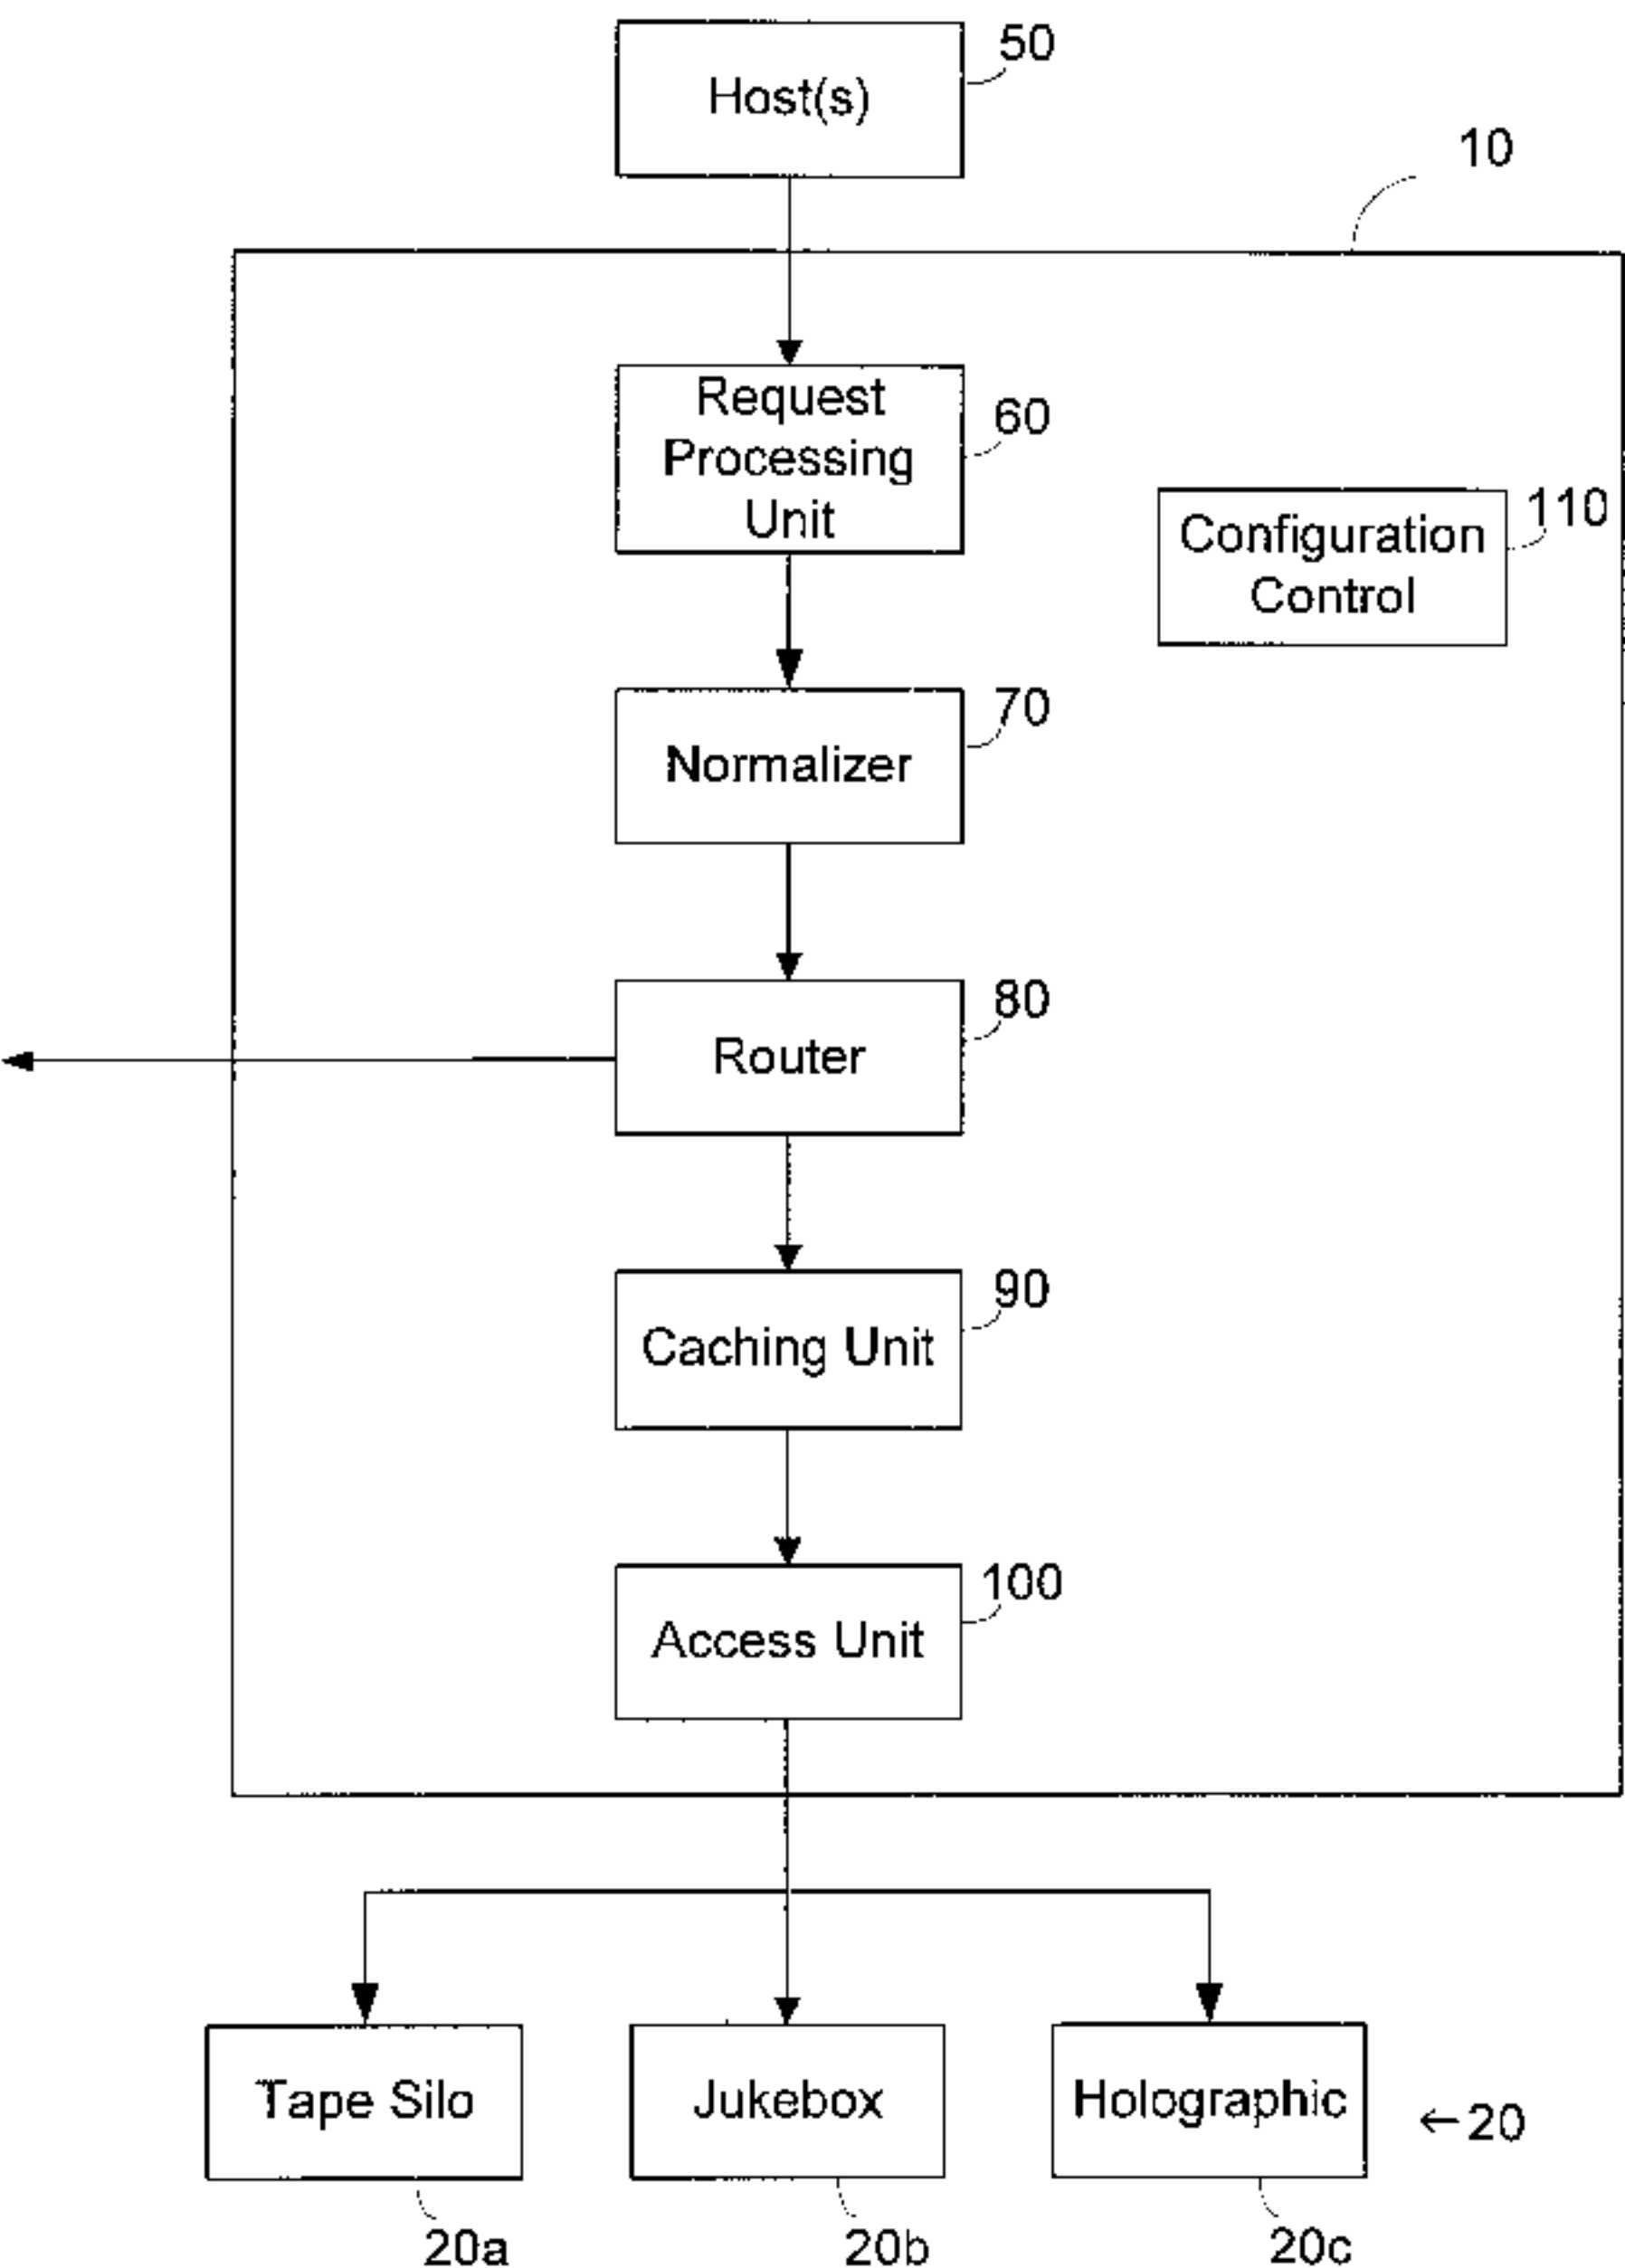 Host(s)
50
10
Request
Processing
Unit
60
Configuration
Control
110
Normalizer
70
Router
80
Caching Unit
90
Access Unit
100
Tape Silo
Jukebox
Holographic
←20
20a
20b
20c